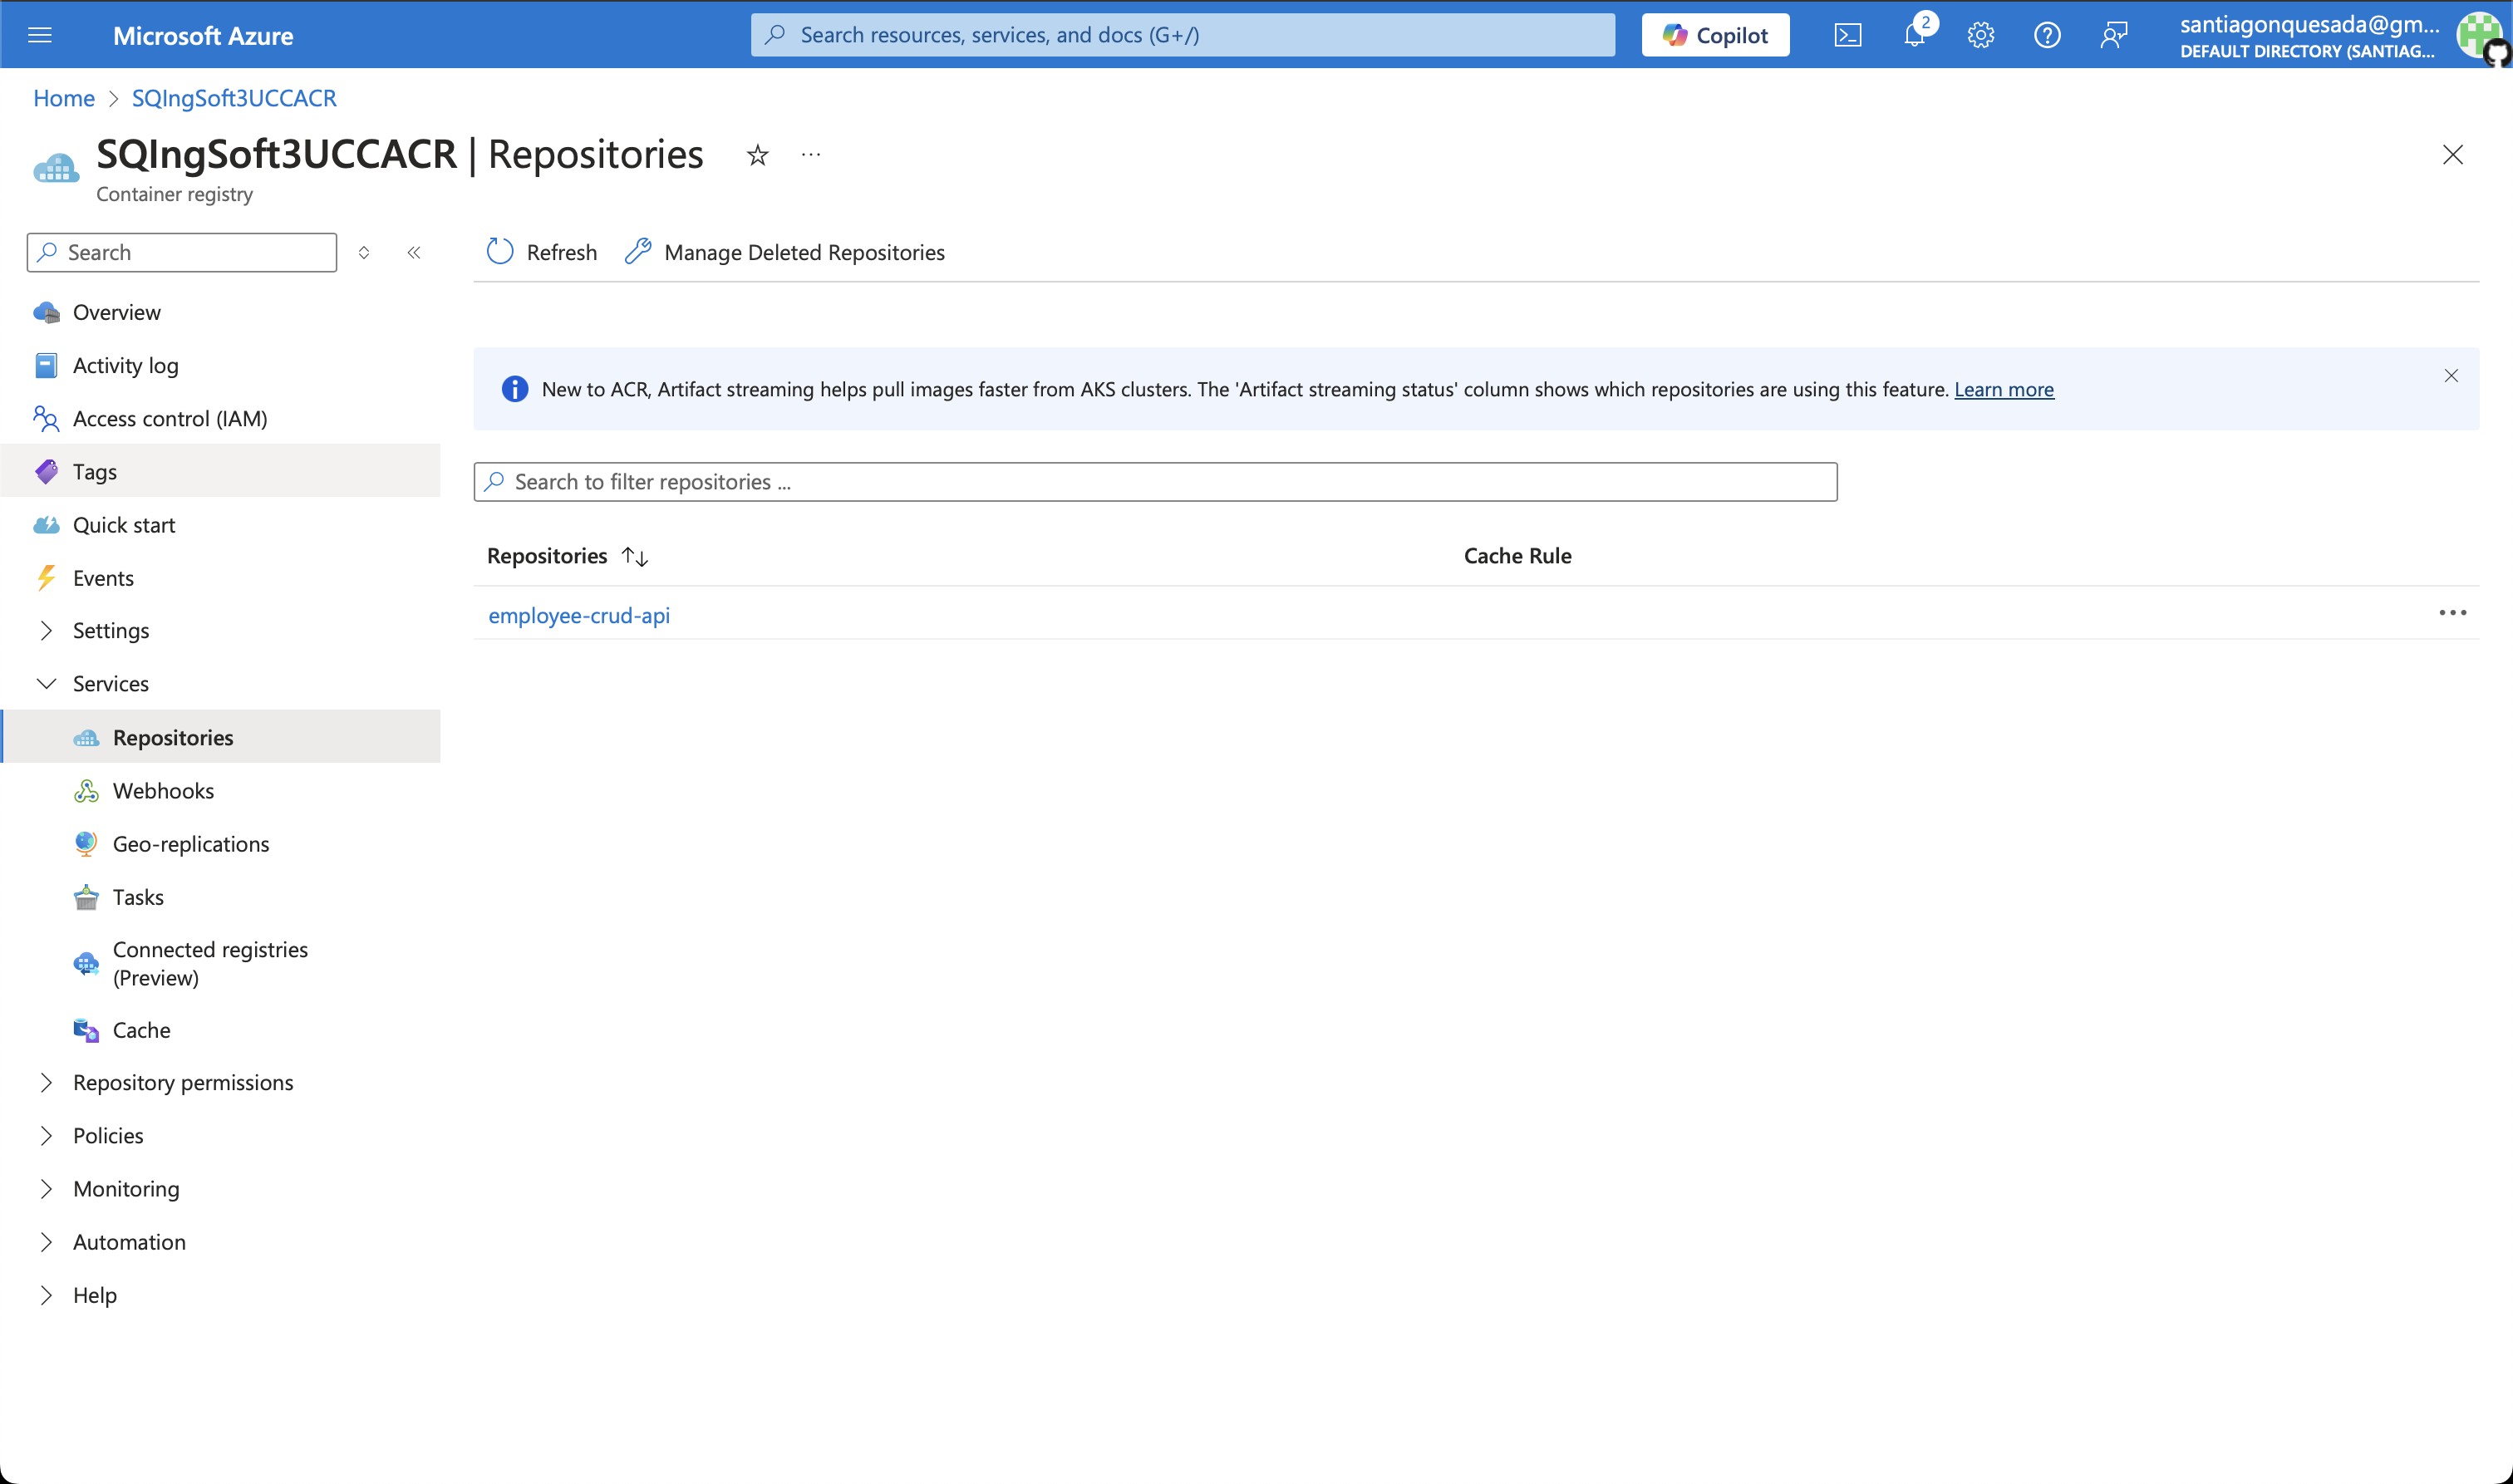 Microsoft Azure
Search resources, services, and docs (G+/)
Copilot
2
santiagonquesada@gm...
DEFAULT DIRECTORY (SANTIAG...
Home > SQIngSoft3UCCACR
SQIngSoft3UCCACR | Repositories
Container registry
Search
Refresh
Manage Deleted Repositories
Overview
Activity log
Access control (IAM)
Tags
Quick start
Events
Settings
Services
Repositories
Webhooks
Geo-replications
Tasks
Connected registries
(Preview)
Cache
Repository permissions
Policies
Monitoring
Automation
Help
New to ACR, Artifact streaming helps pull images faster from AKS clusters. The 'Artifact streaming status' column shows which repositories are using this feature. Learn more
Search to filter repositories ...
Repositories
Cache Rule
employee-crud-api